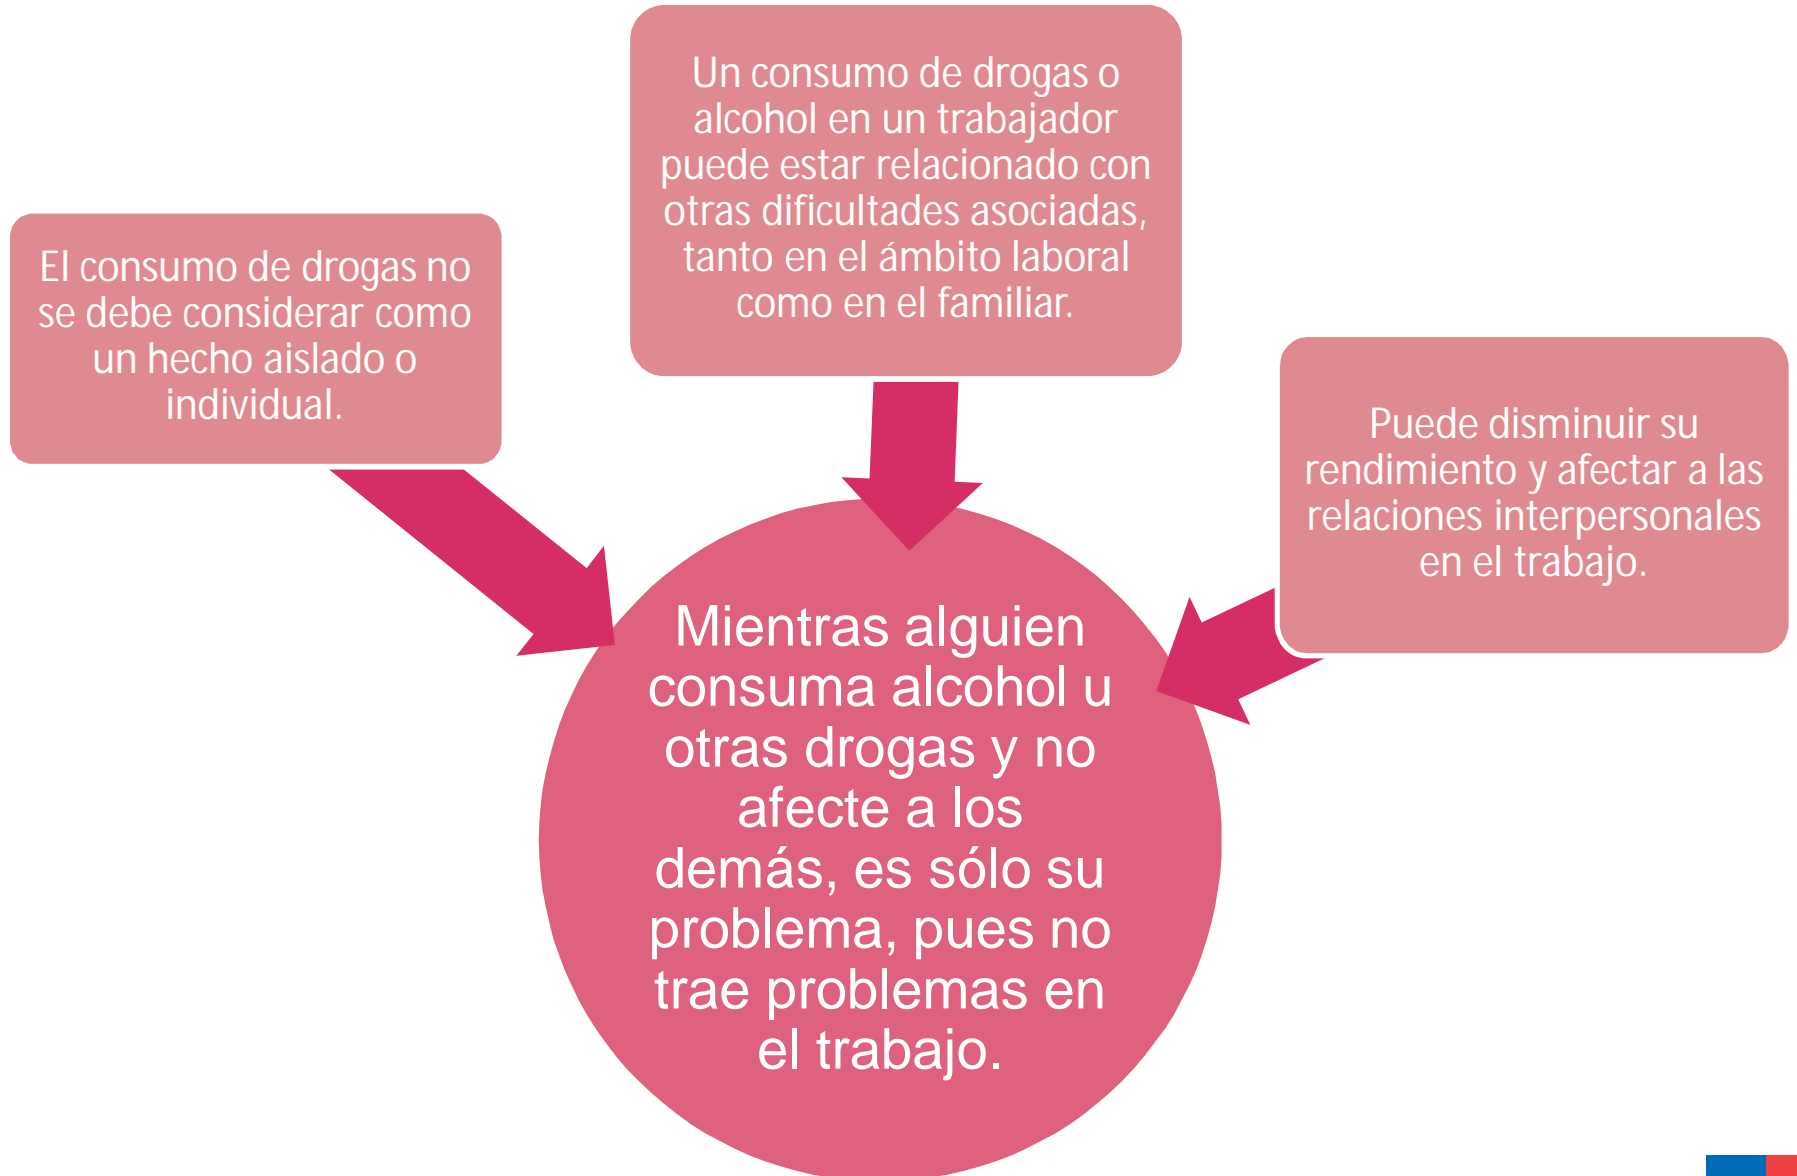 El consumo de drogas no
se debe considerar como
un hecho aislado o
individual.
Un consumo de drogas o
alcohol en un trabajador
puede estar relacionado con
otras dificultades asociadas,
tanto en el ámbito laboral
como en el familiar.
Puede disminuir su
rendimiento y afectar a las
relaciones interpersonales
en el trabajo.
Mientras alguien
consuma alcohol u
otras drogas y no
afecte a los
demás, es sólo su
problema, pues no
trae problemas en
el trabajo.